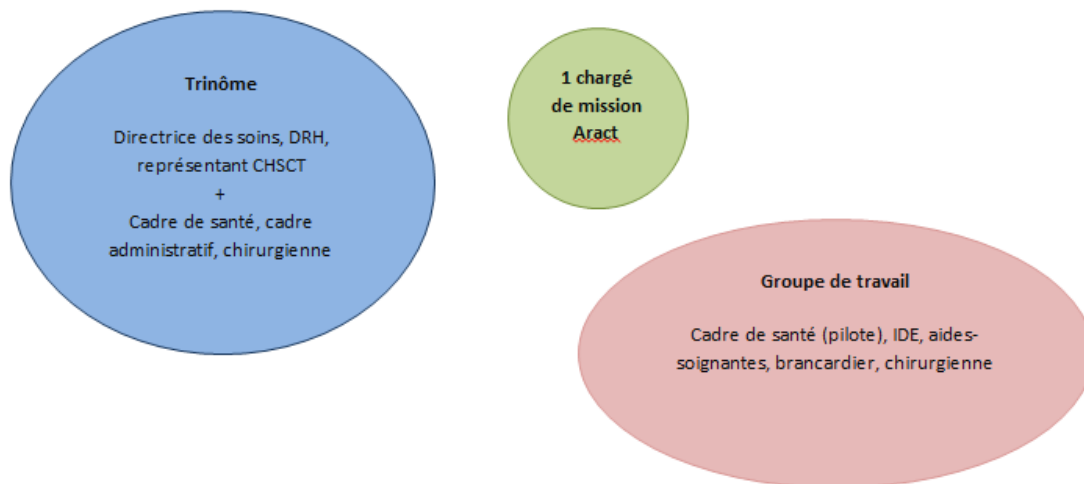 Trinôme
Directrice des soins, DRH,
représentant CHSCT
+
Cadre de santé, cadre
administratif, chirurgienne
1 chargé
de mission
Aract
Groupe de travail
Cadre de santé (pilote), IDE, aides-
soignantes, brancardier, chirurgienne